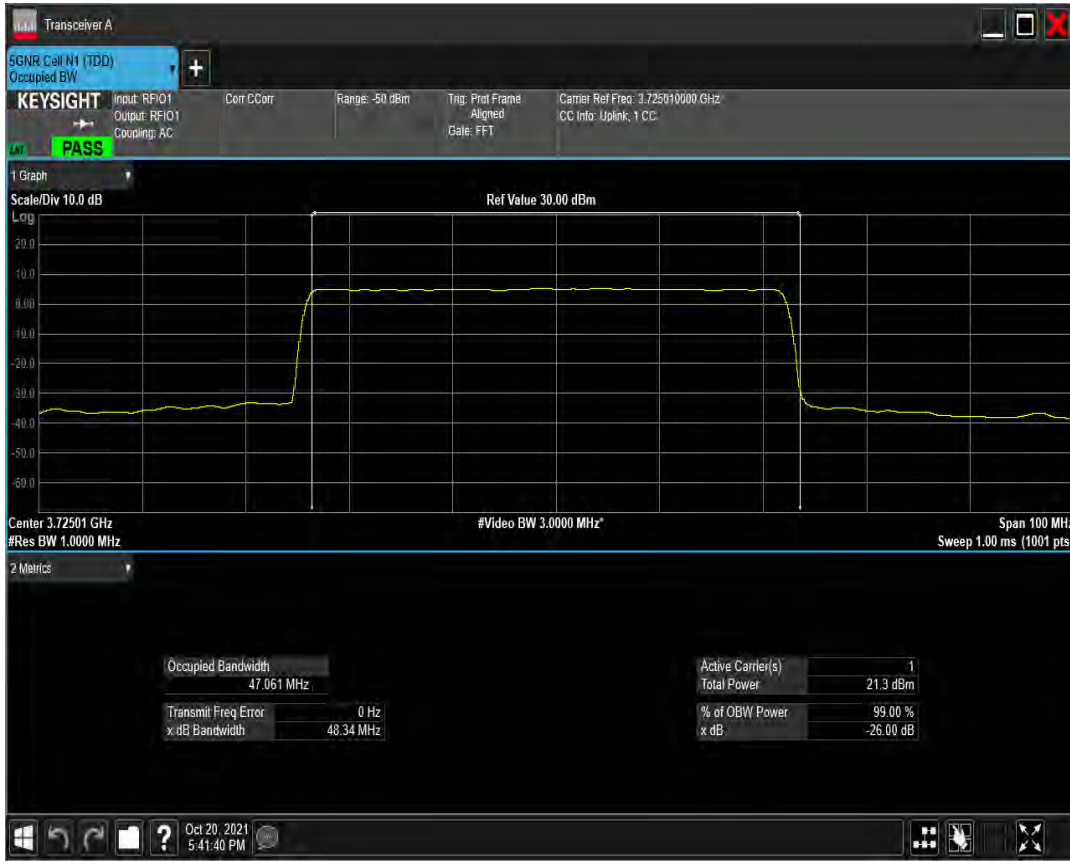 Transceiver A
5GNR Cell N1 (TDD)
Occupied BW
+
KEYSIGHT
PASS
Input: RFIO1
Output: RFIO1
Coupling: AC
Corr CCorr
Range: -50 dBm
Trig: Prot Frame
Aligned
Gate: FFT
Carrier Ref Freq: 3.725010000 GHz
CC Info: Uplink, 1 CC
1 Graph
Scale/Div 10.0 dB
Ref Value 30.00 dBm
Log
20.0
10.0
0.00
-10.0
-20.0
-30.0
-40.0
-50.0
-60.0
Center 3.72501 GHz
#Video BW 3.0000 MHz*
Span 100 MHz
#Res BW 1.0000 MHz
Sweep 1.00 ms (1001 pts
2 Metrics
Occupied Bandwidth
47.061 MHz
Active Carrier(s) 1
Total Power 21.3 dBm
Transmit Freq Error 0 Hz
x dB Bandwidth 48.34 MHz
% of OBW Power 99.00 %
x dB -26.00 dB
?
Oct 20, 2021
5:41:40 PM